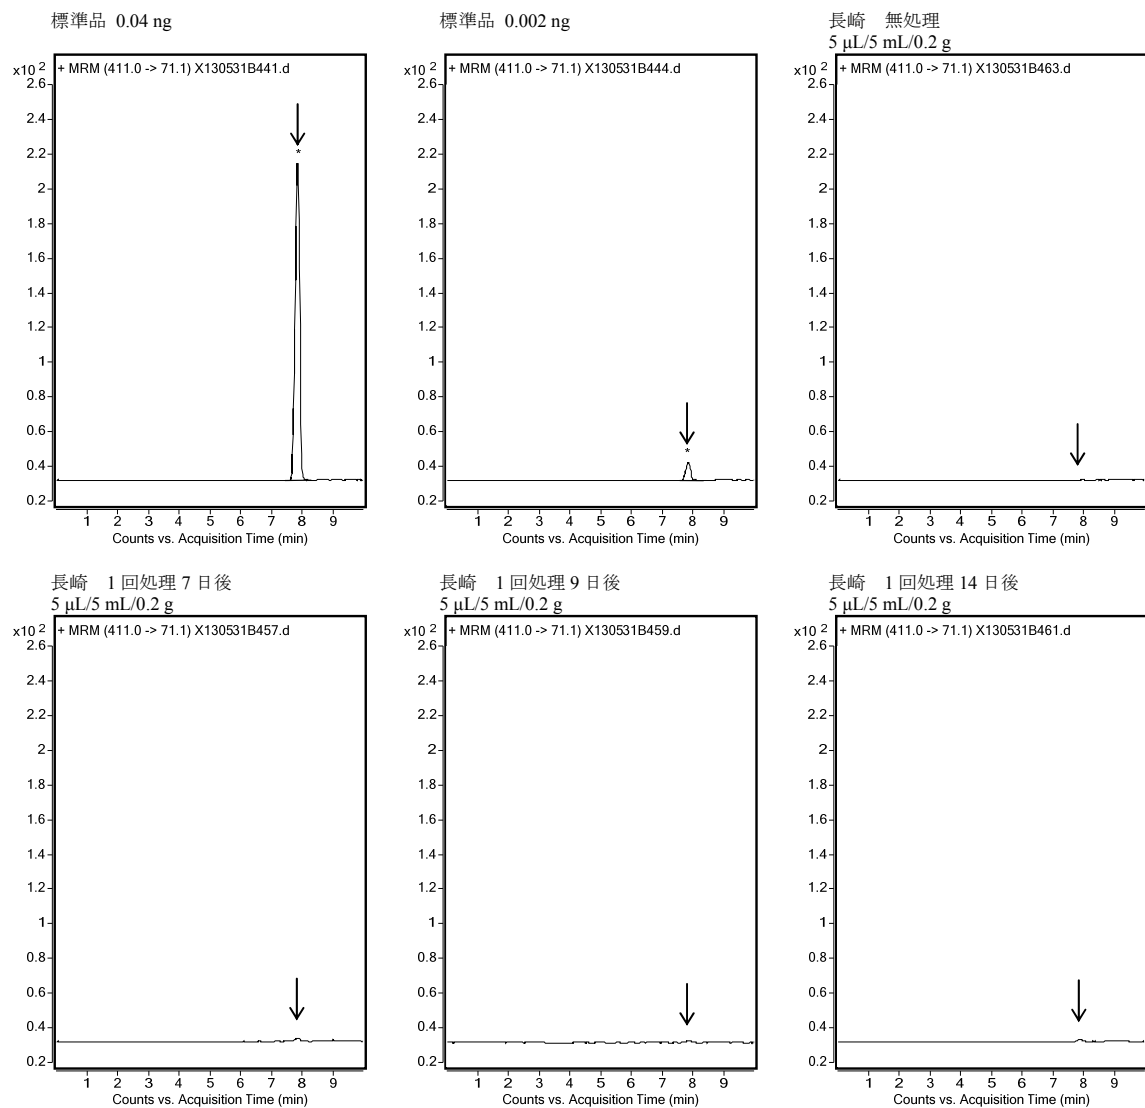 標準品 0.04 ng
x10 2
+ MRM (411.0 -> 71.1) X130531B441.d
2.6
2.4
2.2
*
2
1.8
1.6
1.4
1.2
1
0.8
0.6
0.4
0.2
1 2 3 4 5 6 7 8 9
Counts vs. Acquisition Time (min)
標準品 0.002 ng
x10 2
+ MRM (411.0 -> 71.1) X130531B444.d
2.6
2.4
2.2
2
1.8
1.6
1.4
1.2
1
0.8
0.6
*
0.4
0.2
1 2 3 4 5 6 7 8 9
Counts vs. Acquisition Time (min)
長崎 無処理
5 μL/5 mL/0.2 g
x10 2
+ MRM (411.0 -> 71.1) X130531B463.d
2.6
2.4
2.2
2
1.8
1.6
1.4
1.2
1
0.8
0.6
0.4
0.2
1 2 3 4 5 6 7 8 9
Counts vs. Acquisition Time (min)
長崎 1 回処理 7 日後
5 μL/5 mL/0.2 g
x10 2
+ MRM (411.0 -> 71.1) X130531B457.d
2.6
2.4
2.2
2
1.8
1.6
1.4
1.2
1
0.8
0.6
0.4
0.2
1 2 3 4 5 6 7 8 9
Counts vs. Acquisition Time (min)
長崎 1 回処理 9 日後
5 μL/5 mL/0.2 g
x10 2
+ MRM (411.0 -> 71.1) X130531B459.d
2.6
2.4
2.2
2
1.8
1.6
1.4
1.2
1
0.8
0.6
0.4
0.2
1 2 3 4 5 6 7 8 9
Counts vs. Acquisition Time (min)
長崎 1 回処理 14 日後
5 μL/5 mL/0.2 g
x10 2
+ MRM (411.0 -> 71.1) X130531B461.d
2.6
2.4
2.2
2
1.8
1.6
1.4
1.2
1
0.8
0.6
0.4
0.2
1 2 3 4 5 6 7 8 9
Counts vs. Acquisition Time (min)